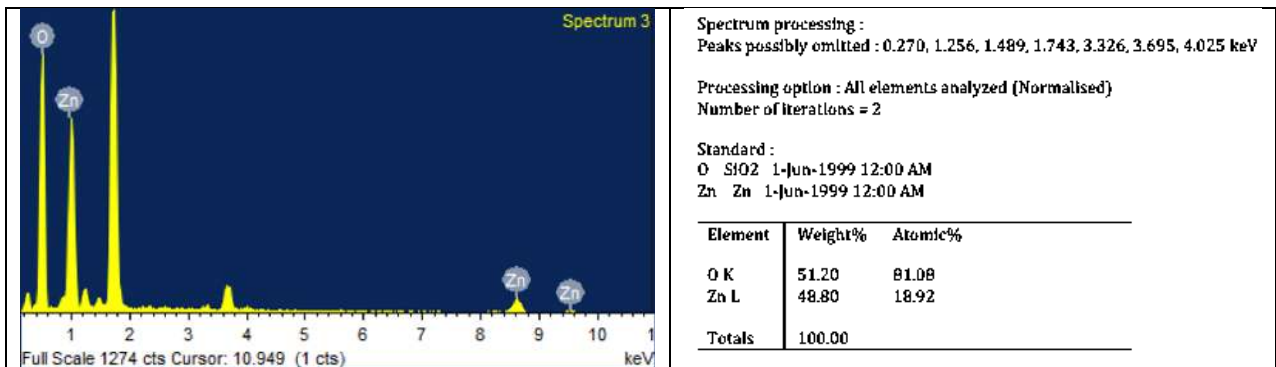 Spectrum 3
O
Zn
Zn
Zn
1 2 3 4 5 6 7 8 9 10 1
Full Scale 1274 cts Cursor: 10.949 (1 cts) keV
Spectrum processing :
Peaks possibly omitted : 0.270, 1.256, 1.489, 1.743, 3.326, 3.695, 4.025 keV
Processing option : All elements analyzed (Normalised)
Number of iterations = 2
Standard :
O SiO2 1-Jun-1999 12:00 AM
Zn Zn 1-Jun-1999 12:00 AM
Element Weight% Atomic%
O K 51.20 81.08
Zn L 48.80 18.92
Totals 100.00